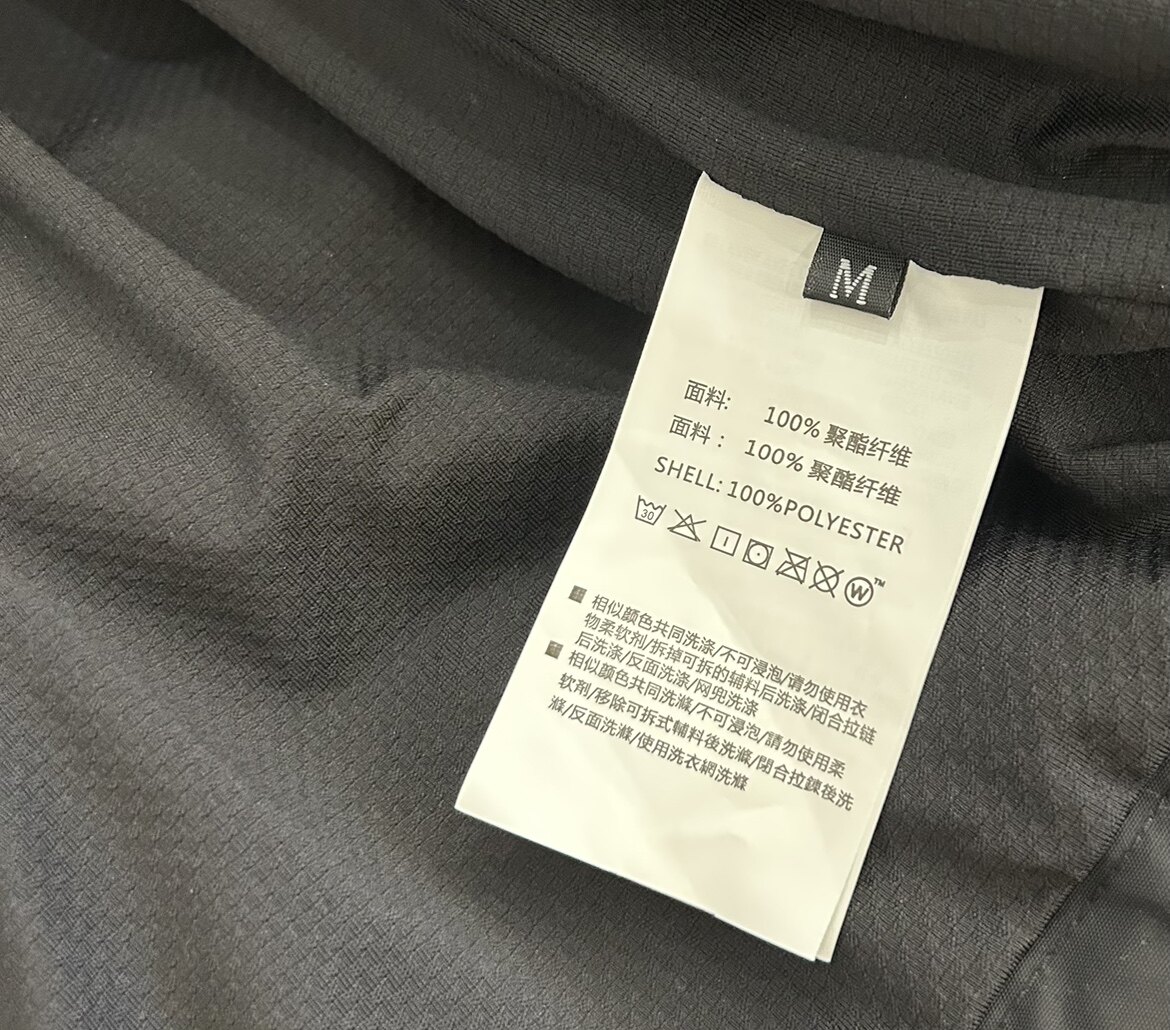 M
面料: 100% 聚酯纤维
面料： 100% 聚酯纤维
SHELL: 100%POLYESTER
30
W™
相似颜色共同洗涤/不可浸泡/请勿使用衣
物柔软剂/拆掉可拆的辅料后洗涤/闭合拉链
后洗涤/反面洗涤/网兜洗涤
相似颜色共同洗滌/不可浸泡/請勿使用柔
软剂/移除可拆式輔料後洗滌/閉合拉鍊後洗
滌/反面洗滌/使用洗衣網洗滌